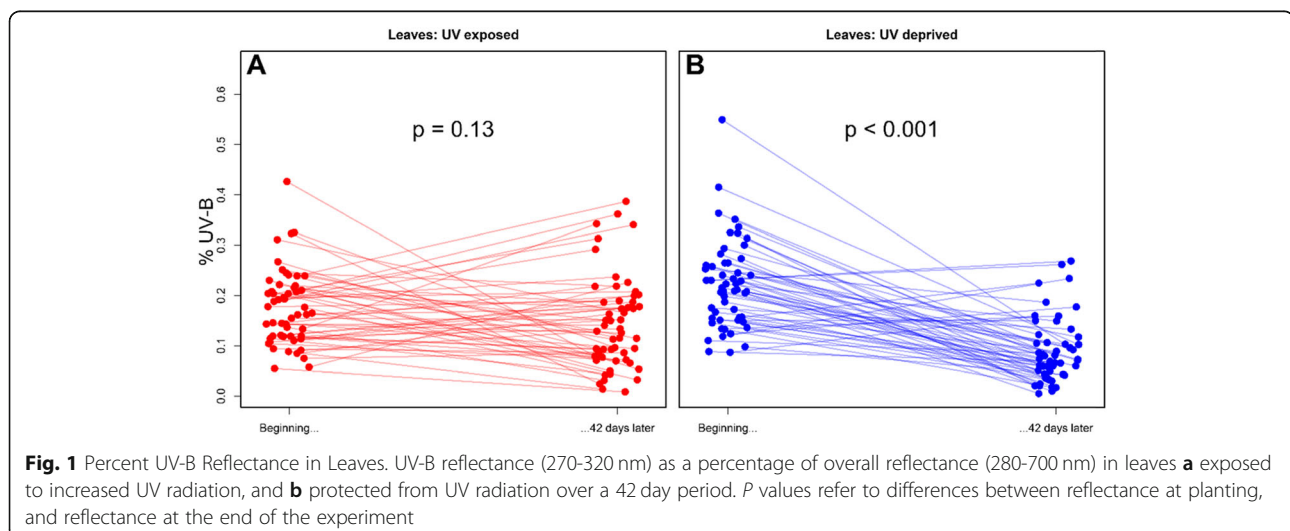 Leaves: UV exposed
Leaves: UV deprived
A
B
p = 0.13
p < 0.001
% UV-B
0.6
0.5
0.4
0.3
0.2
0.1
0.0
Beginning...
...42 days later
Beginning...
...42 days later
Fig. 1 Percent UV-B Reflectance in Leaves. UV-B reflectance (270-320 nm) as a percentage of overall reflectance (280-700 nm) in leaves a exposed
to increased UV radiation, and b protected from UV radiation over a 42 day period. P values refer to differences between reflectance at planting,
and reflectance at the end of the experiment